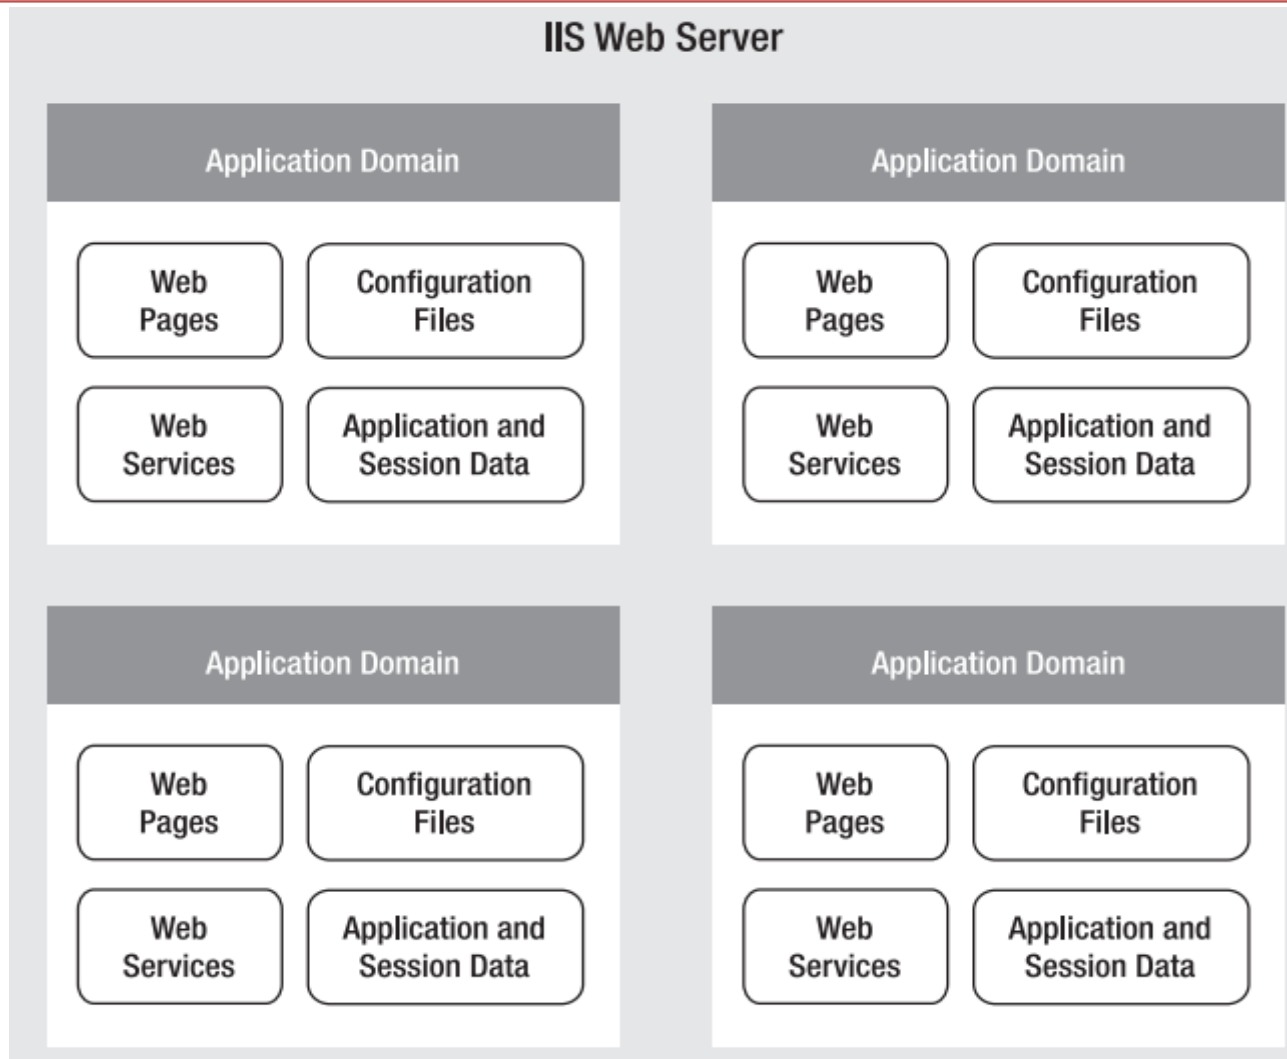 IIS Web Server
Application Domain
Web
Pages
Configuration
Files
Web
Services
Application and
Session Data
Application Domain
Web
Pages
Configuration
Files
Web
Services
Application and
Session Data
Application Domain
Web
Pages
Configuration
Files
Web
Services
Application and
Session Data
Application Domain
Web
Pages
Configuration
Files
Web
Services
Application and
Session Data